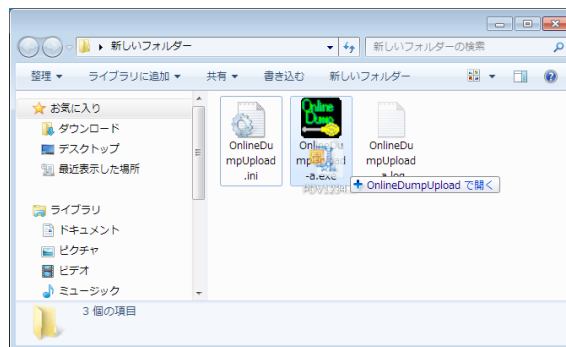 新しいフォルダー
新しいフォルダーの検索
整理
ライブラリに追加
共有
書き込む
新しいフォルダー
お気に入り
ダウンロード
デスクトップ
最近表示した場所
ライブラリ
ドキュメント
ピクチャ
ビデオ
ミュージック
OnlineDu
mpUpload
.ini
Online
Dump
OnlineDu
mpUpload
-a.exe
OnlineDu
mpUpload
-a.log
OnlineDumpUpload で開く
3 個の項目